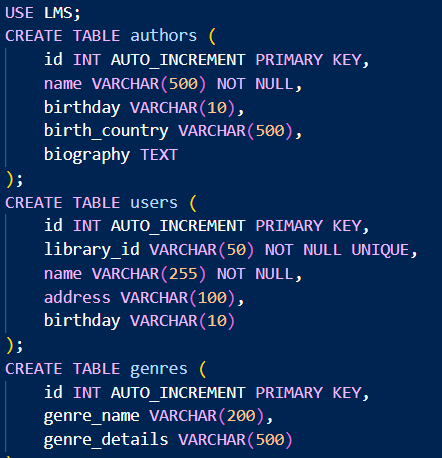 USE LMS;
CREATE TABLE authors (
    id INT AUTO_INCREMENT PRIMARY KEY,
    name VARCHAR(500) NOT NULL,
    birthday VARCHAR(10),
    birth_country VARCHAR(500),
    biography TEXT
);
CREATE TABLE users (
    id INT AUTO_INCREMENT PRIMARY KEY,
    library_id VARCHAR(50) NOT NULL UNIQUE,
    name VARCHAR(255) NOT NULL,
    address VARCHAR(100),
    birthday VARCHAR(10)
);
CREATE TABLE genres (
    id INT AUTO_INCREMENT PRIMARY KEY,
    genre_name VARCHAR(200),
    genre_details VARCHAR(500)